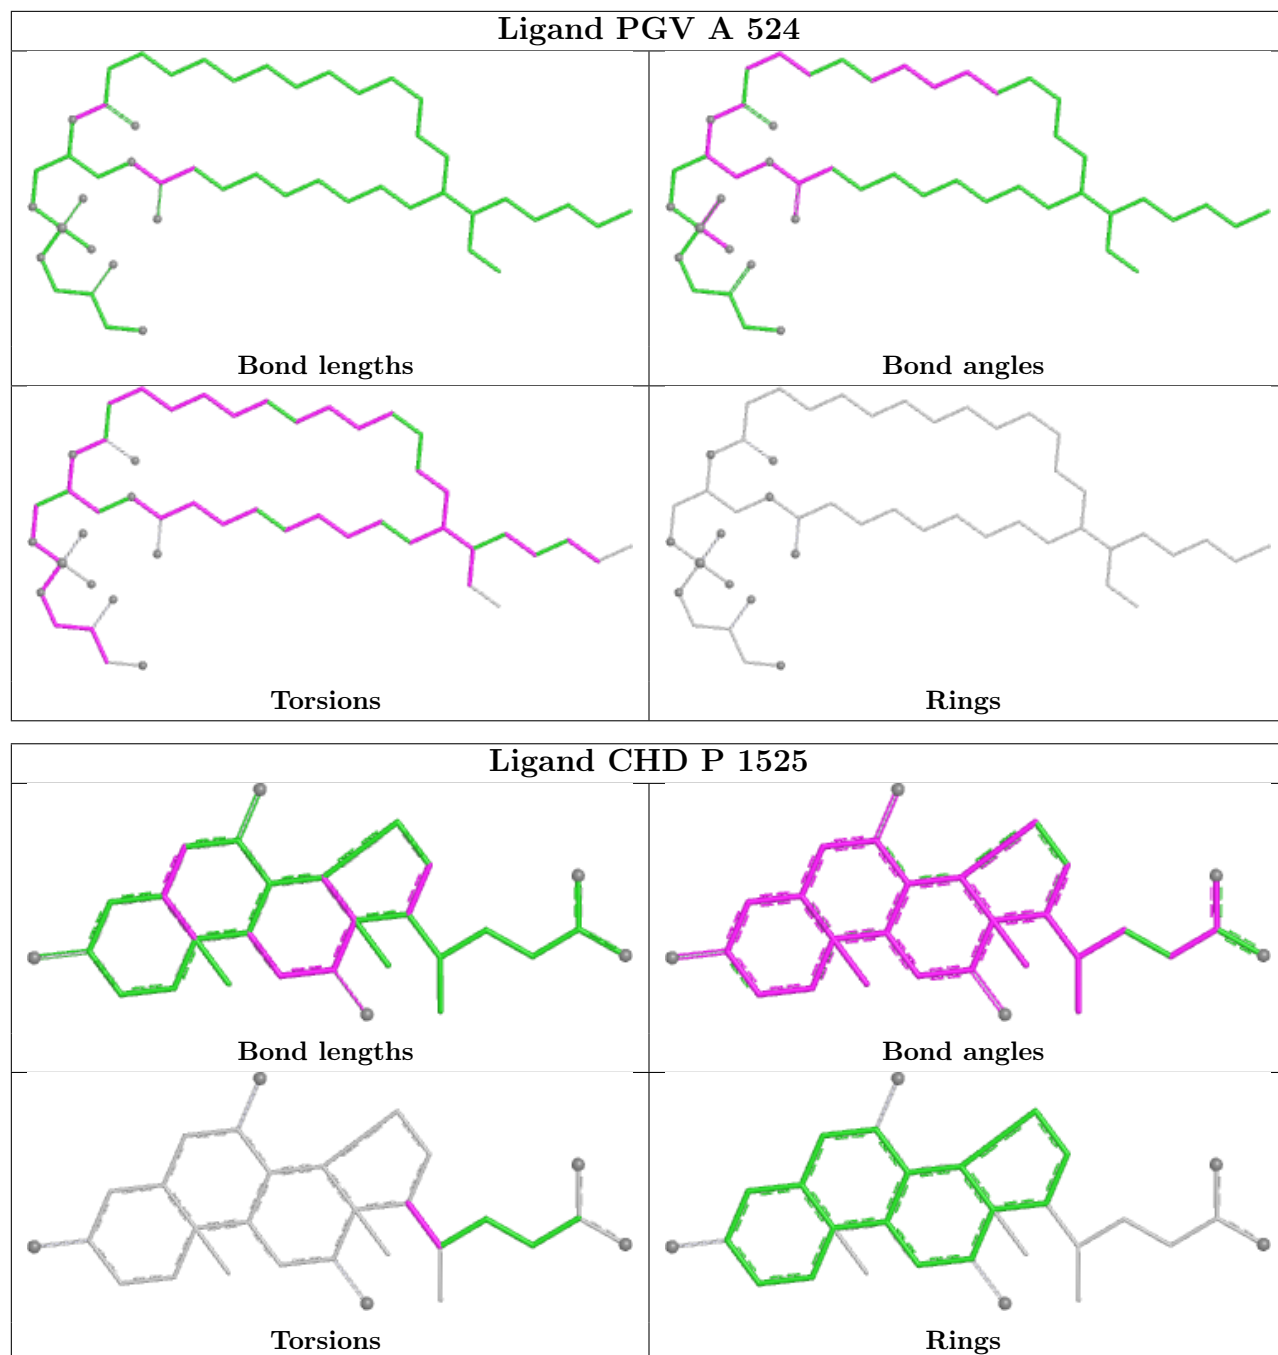 Ligand PGV A 524
Bond lengths
Bond angles
Torsions
Rings
Ligand CHD P 1525
Bond lengths
Bond angles
Torsions
Rings